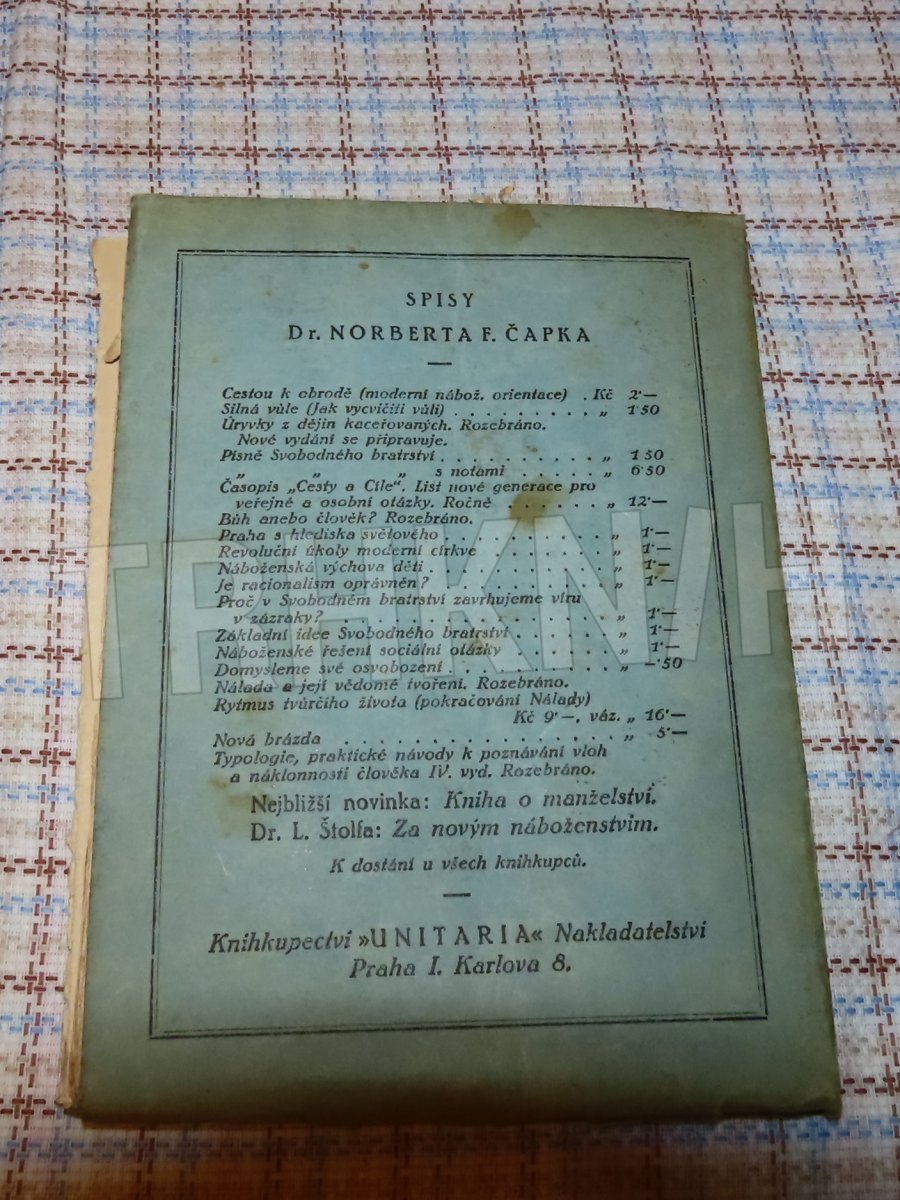 SPISY
Dr. NORBERTA F. ČAPKA
Cestou k obrodě (moderní nábož. orientace) . Kč 2·—
Silná vůle (Jak vycvičiti vůli) . . . . . . . . . „ 1·50
Úryvky z dějin kaceřovaných. Rozebráno.
Nové vydání se připravuje.
Písně Svobodného bratrství . . . . . . . . . . „ 1 50
„ „ „ s notami . . . . . „ 6·50
Časopis „Cesty a Cíle“. List nové generace pro
veřejné a osobní otázky. Ročně . . . . . . „ 12·—
Bůh anebo člověk? Rozebráno.
Praha s hlediska světového . . . . . . . . . . „ 1·—
Revoluční úkoly moderní církve . . . . . . . „ 1·—
Náboženská výchova dětí . . . . . . . . . . . „ 1·—
Je racionalism oprávněn? . . . . . . . . . . . „ 1·—
Proč v Svobodném bratrství zavrhujeme víru
v zázraky? . . . . . . . . . . . . . . . . „ 1·—
Základní idee Svobodného bratrství . . . . . . „ 1·—
Náboženské řešení sociální otázky . . . . . . „ 1·—
Domysleme své osvobození . . . . . . . . . . „ —·50
Nálada a její vědomé tvoření. Rozebráno.
Rytmus tvůrčího života (pokračování Nálady)
Kč 9·—, váz. „ 16·—
Nová brázda . . . . . . . . . . . . . . . . „ 5·—
Typologie, praktické návody k poznávání vloh
a náklonností člověka IV. vyd. Rozebráno.
Nejbližší novinka: Kniha o manželství.
Dr. L. Štolfa: Za novým náboženstvím.
K dostání u všech knihkupců.
Knihkupectví »UNITARIA« Nakladatelství
Praha I. Karlova 8.